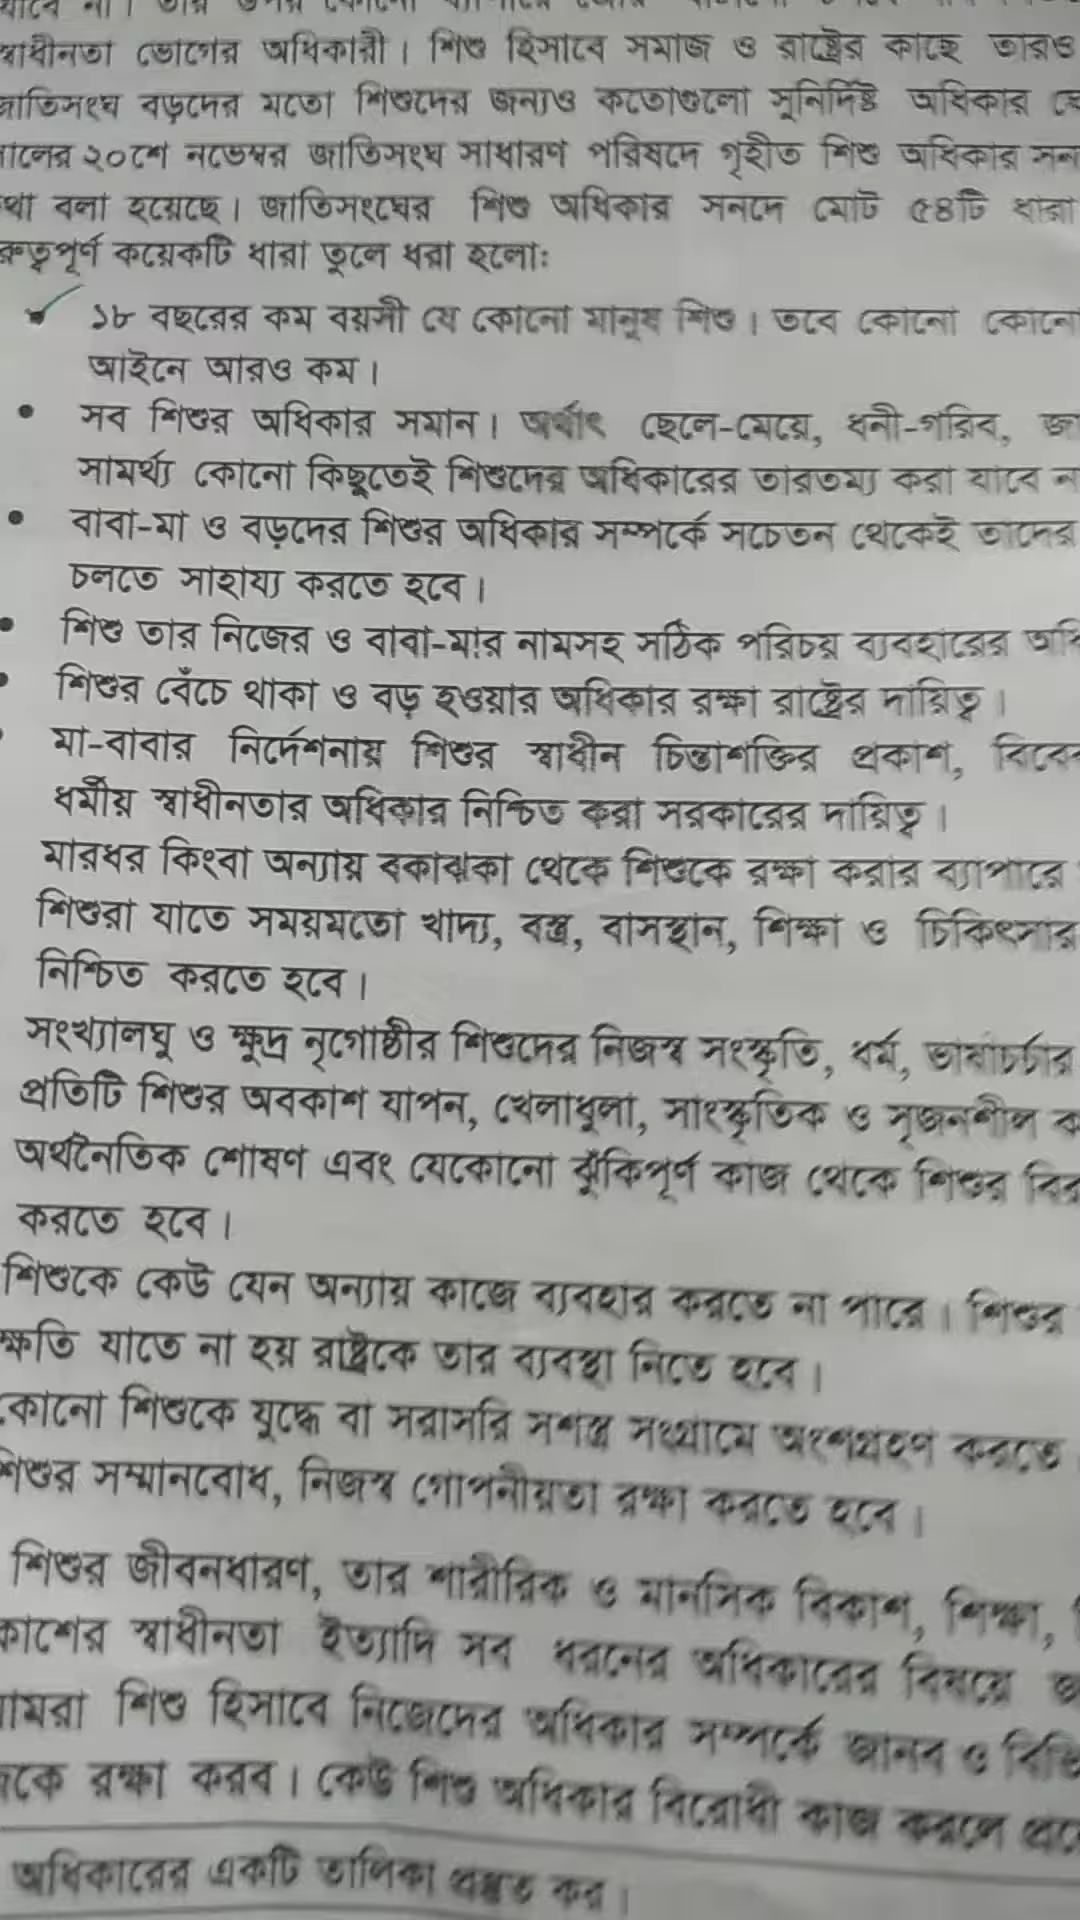 স্বাধীনতা ভোগের অধিকারী। শিশু হিসাবে সমাজ ও রাষ্ট্রের কাছে তারও
জাতিসংঘ বড়দের মতো শিশুদের জন্যও কতোগুলো সুনির্দিষ্ট অধিকার
২০শে নভেম্বর জাতিসংঘ সাধারণ পরিষদে গৃহীত শিশু অধিকার সন
থা বলা হয়েছে। জাতিসংঘের শিশু অধিকার সনদে মোট ৫৪টি ধারা
রুত্বপূর্ণ কয়েকটি ধারা তুলে ধরা হলোঃ
১৮ বছরের কম বয়সী যে কোনো মানুষ শিশু। তবে কোনো কোনো
আইনে আরও কম।
• সব শিশুর অধিকার সমান। অর্থাৎ ছেলে-মেয়ে, ধনী-গরিব, জা
সামর্থ্য কোনো কিছুতেই শিশুদের অধিকারের তারতম্য করা যাবে ন
• বাবা-মা ও বড়দের শিশুর অধিকার সম্পর্কে সচেতন থেকেই তাদের
চলতে সাহায্য করতে হবে।
• শিশু তার নিজের ও বাবা-মার নামসহ সঠিক পরিচয় ব্যবহারের অধি
• শিশুর বেঁচে থাকা ও বড় হওয়ার অধিকার রক্ষা রাষ্ট্রের দায়িত্ব।
মা-বাবার নির্দেশনায় শিশুর স্বাধীন চিন্তাশক্তির প্রকাশ, বিবেক
ধর্মীয় স্বাধীনতার অধিকার নিশ্চিত করা সরকারের দায়িত্ব।
মারধর কিংবা অন্যায় বকাঝকা থেকে শিশুকে রক্ষা করার ব্যাপারে
শিশুরা যাতে সময়মতো খাদ্য, বস্ত্র, বাসস্থান, শিক্ষা ও চিকিৎসার
নিশ্চিত করতে হবে।
সংখ্যালঘু ও ক্ষুদ্র নৃগোষ্ঠীর শিশুদের নিজস্ব সংস্কৃতি, ধর্ম, ভাষাচর্চার
প্রতিটি শিশুর অবকাশ যাপন, খেলাধুলা, সাংস্কৃতিক ও সৃজনশীল ক
অর্থনৈতিক শোষণ এবং যেকোনো ঝুঁকিপূর্ণ কাজ থেকে শিশুর বির
করতে হবে।
শিশুকে কেউ যেন অন্যায় কাজে ব্যবহার করতে না পারে। শিশুর
ক্ষতি যাতে না হয় রাষ্ট্রকে তার ব্যবস্থা নিতে হবে।
কোনো শিশুকে যুদ্ধে বা সরাসরি সশস্ত্র সংগ্রামে অংশগ্রহণ করতে
শিশুর সম্মানবোধ, নিজস্ব গোপনীয়তা রক্ষা করতে হবে।
শিশুর জীবনধারণ, তার শারীরিক ও মানসিক বিকাশ, শিক্ষা,
কাশের স্বাধীনতা ইত্যাদি সব ধরনের অধিকারের বিষয়ে
ামরা শিশু হিসাবে নিজেদের অধিকার সম্পর্কে জানব ও বিভি
কে রক্ষা করব। কেউ শিশু অধিকার বিরোধী কাজ করলে
অধিকারের একটি তালিকা প্রস্তুত কর।